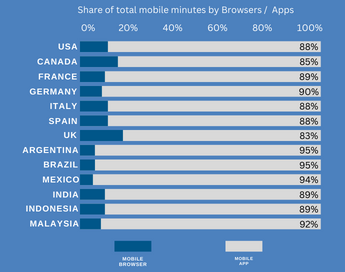 Share of total mobile minutes by Browsers / Apps
0% 20% 40% 60% 80% 100%
USA 88%
CANADA 85%
FRANCE 89%
GERMANY 90%
ITALY 88%
SPAIN 88%
UK 83%
ARGENTINA 95%
BRAZIL 95%
MEXICO 94%
INDIA 89%
INDONESIA 89%
MALAYSIA 92%
MOBILE
BROWSER
MOBILE
APP